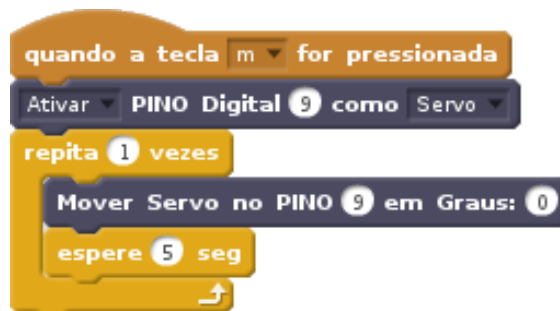 quando a tecla m for pressionada
Ativar PINO Digital 9 como Servo
repita 1 vezes
Mover Servo no PINO 9 em Graus: 0
espere 5 seg